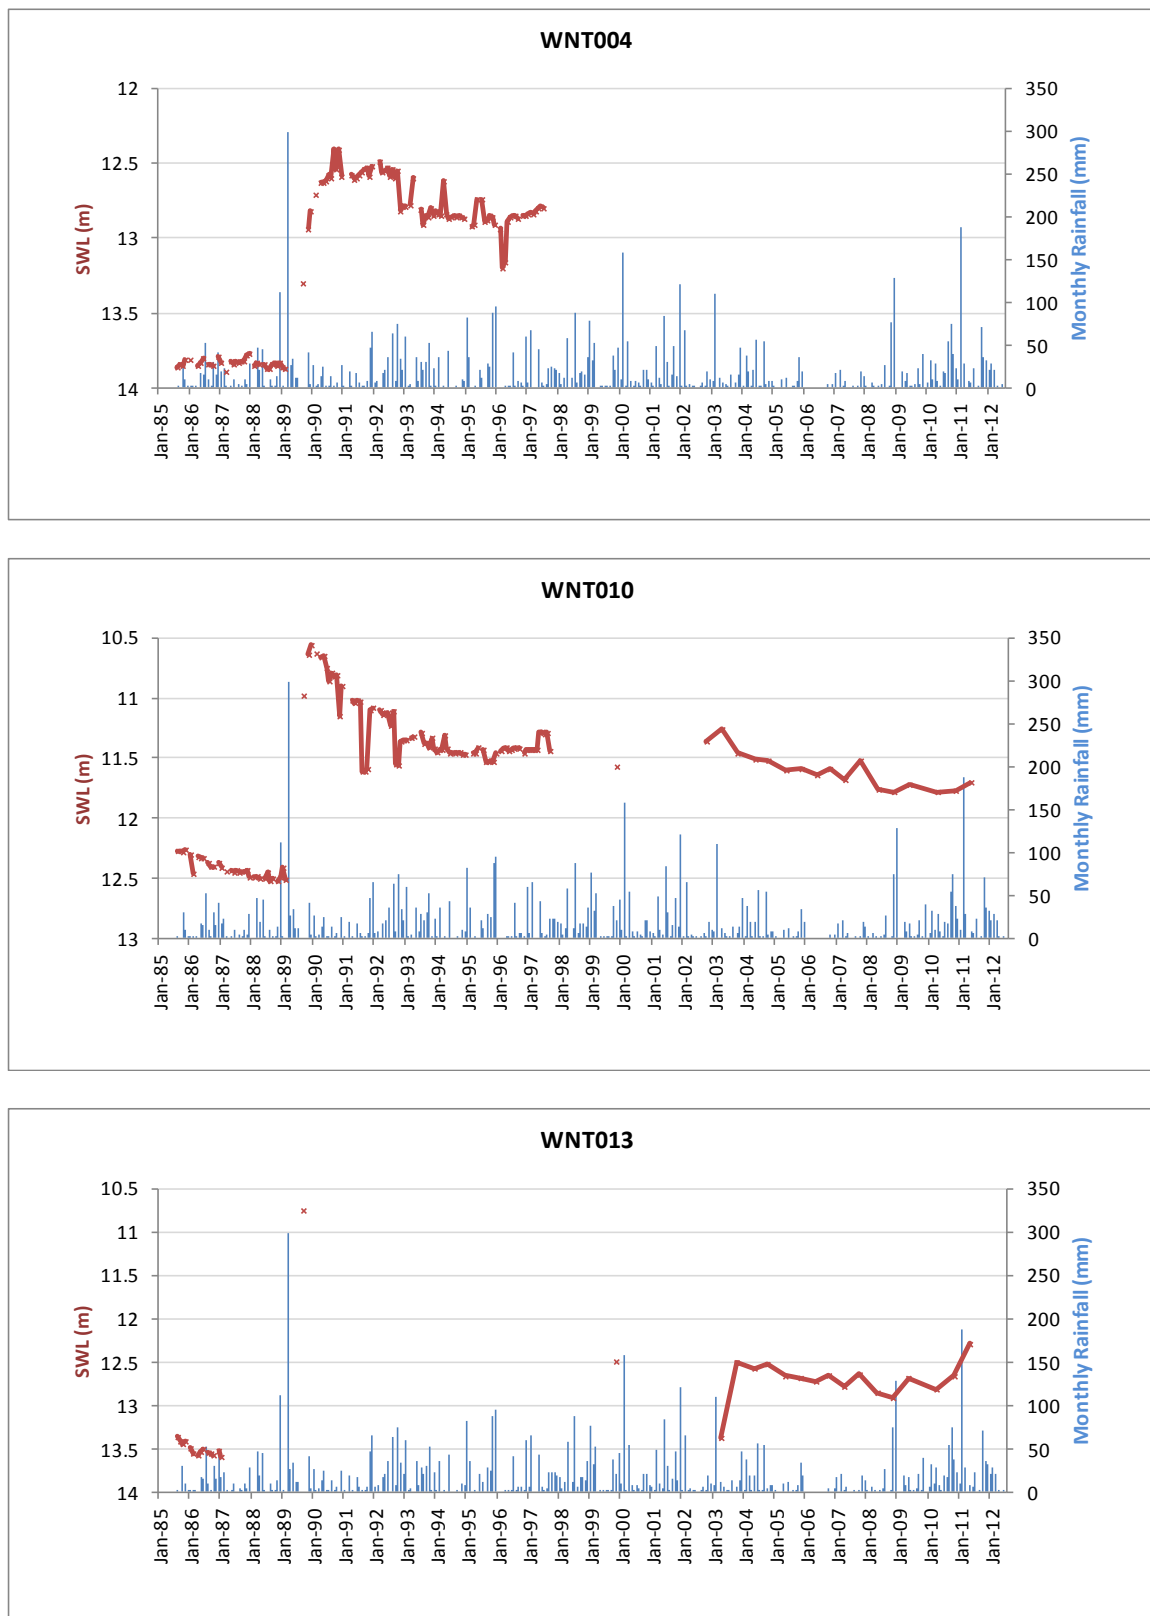 WNT004
12
12.5
13
13.5
14
SWL (m)
350
300
250
200
150
100
50
0
Monthly Rainfall (mm)
Jan-85
Jan-86
Jan-87
Jan-88
Jan-89
Jan-90
Jan-91
Jan-92
Jan-93
Jan-94
Jan-95
Jan-96
Jan-97
Jan-98
Jan-99
Jan-00
Jan-01
Jan-02
Jan-03
Jan-04
Jan-05
Jan-06
Jan-07
Jan-08
Jan-09
Jan-10
Jan-11
Jan-12
WNT010
10.5
11
11.5
12
12.5
13
SWL (m)
350
300
250
200
150
100
50
0
Monthly Rainfall (mm)
Jan-85
Jan-86
Jan-87
Jan-88
Jan-89
Jan-90
Jan-91
Jan-92
Jan-93
Jan-94
Jan-95
Jan-96
Jan-97
Jan-98
Jan-99
Jan-00
Jan-01
Jan-02
Jan-03
Jan-04
Jan-05
Jan-06
Jan-07
Jan-08
Jan-09
Jan-10
Jan-11
Jan-12
WNT013
10.5
11
11.5
12
12.5
13
13.5
14
SWL (m)
350
300
250
200
150
100
50
0
Monthly Rainfall (mm)
Jan-85
Jan-86
Jan-87
Jan-88
Jan-89
Jan-90
Jan-91
Jan-92
Jan-93
Jan-94
Jan-95
Jan-96
Jan-97
Jan-98
Jan-99
Jan-00
Jan-01
Jan-02
Jan-03
Jan-04
Jan-05
Jan-06
Jan-07
Jan-08
Jan-09
Jan-10
Jan-11
Jan-12